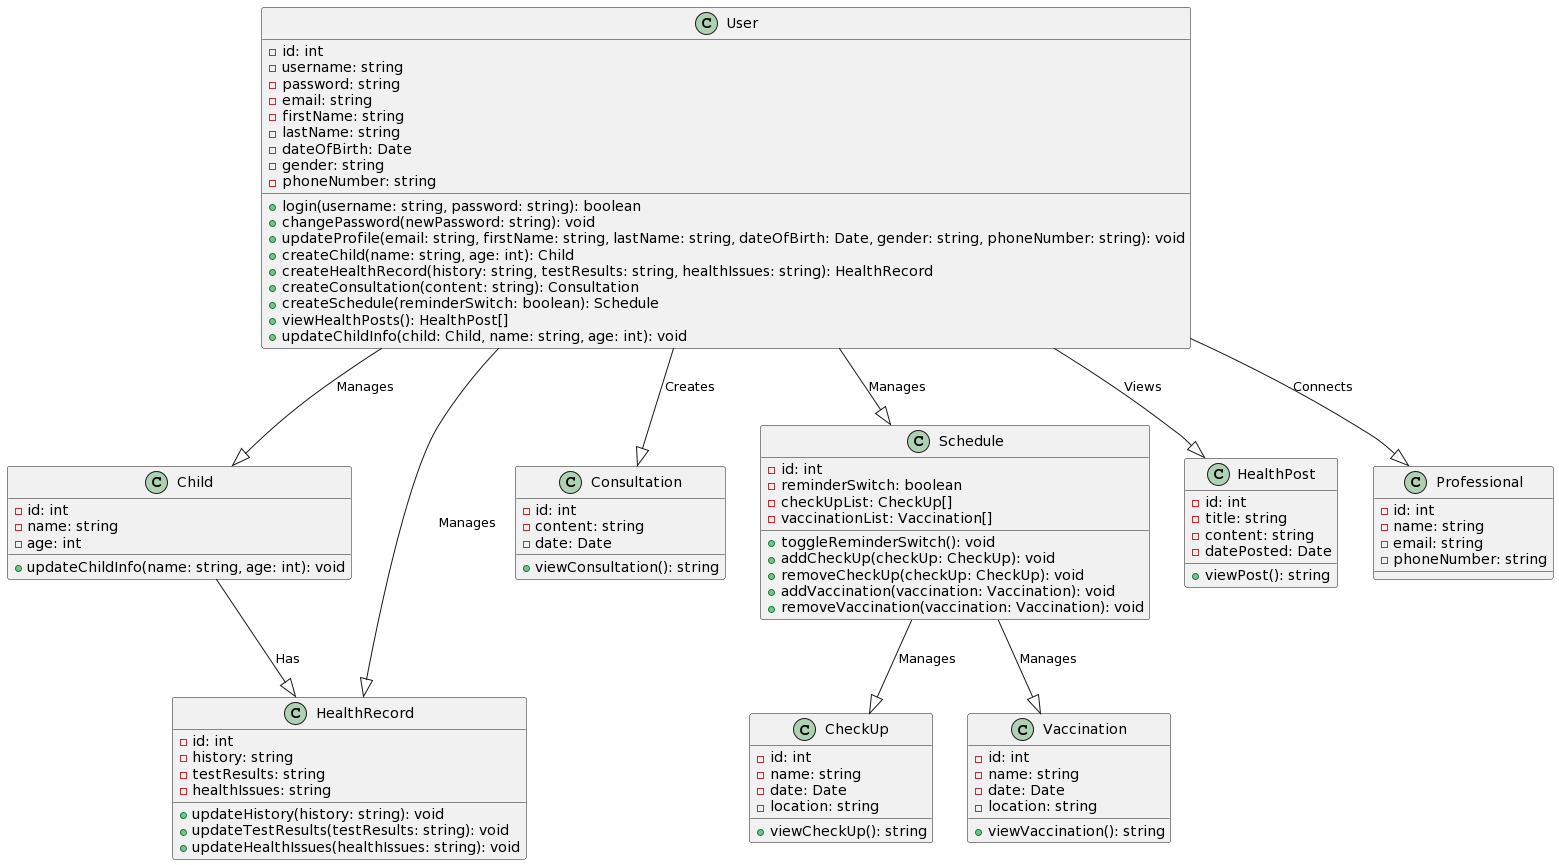 C User
id: int
username: string
password: string
email: string
firstName: string
lastName: string
dateOfBirth: Date
gender: string
phoneNumber: string
login(username: string, password: string): boolean
changePassword(newPassword: string): void
updateProfile(email: string, firstName: string, lastName: string, dateOfBirth: Date, gender: string, phoneNumber: string): void
createChild(name: string, age: int): Child
createHealthRecord(history: string, testResults: string, healthIssues: string): HealthRecord
createConsultation(content: string): Consultation
createSchedule(reminderSwitch: boolean): Schedule
viewHealthPosts(): HealthPost[]
updateChildInfo(child: Child, name: string, age: int): void
Manages
Creates
Manages
Views
Connects
Manages
C Child
id: int
name: string
age: int
updateChildInfo(name: string, age: int): void
C Consultation
id: int
content: string
date: Date
viewConsultation(): string
C Schedule
id: int
reminderSwitch: boolean
checkUpList: CheckUp[]
vaccinationList: Vaccination[]
toggleReminderSwitch(): void
addCheckUp(checkUp: CheckUp): void
removeCheckUp(checkUp: CheckUp): void
addVaccination(vaccination: Vaccination): void
removeVaccination(vaccination: Vaccination): void
C HealthPost
id: int
title: string
content: string
datePosted: Date
viewPost(): string
C Professional
id: int
name: string
email: string
phoneNumber: string
Has
Manages
Manages
C HealthRecord
id: int
history: string
testResults: string
healthIssues: string
updateHistory(history: string): void
updateTestResults(testResults: string): void
updateHealthIssues(healthIssues: string): void
C CheckUp
id: int
name: string
date: Date
location: string
viewCheckUp(): string
C Vaccination
id: int
name: string
date: Date
location: string
viewVaccination(): string